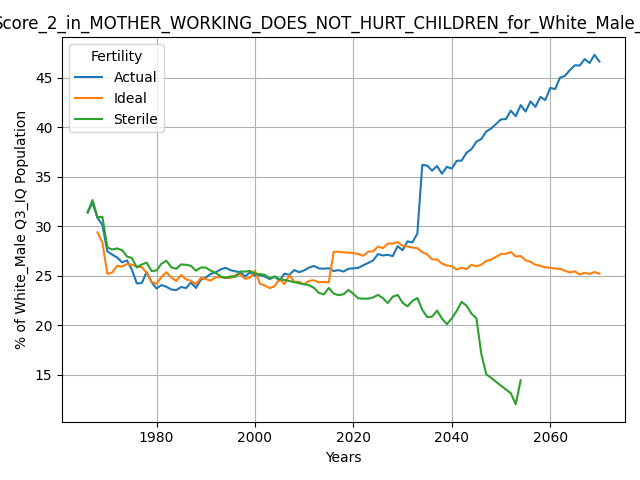 Score_2_in_MOTHER_WORKING_DOES_NOT_HURT_CHILDREN_for_White_Male_
Fertility
Actual
Ideal
Sterile
45
40
35
30
25
20
15
% of White_Male Q3_IQ Population
1980 2000 2020 2040 2060
Years